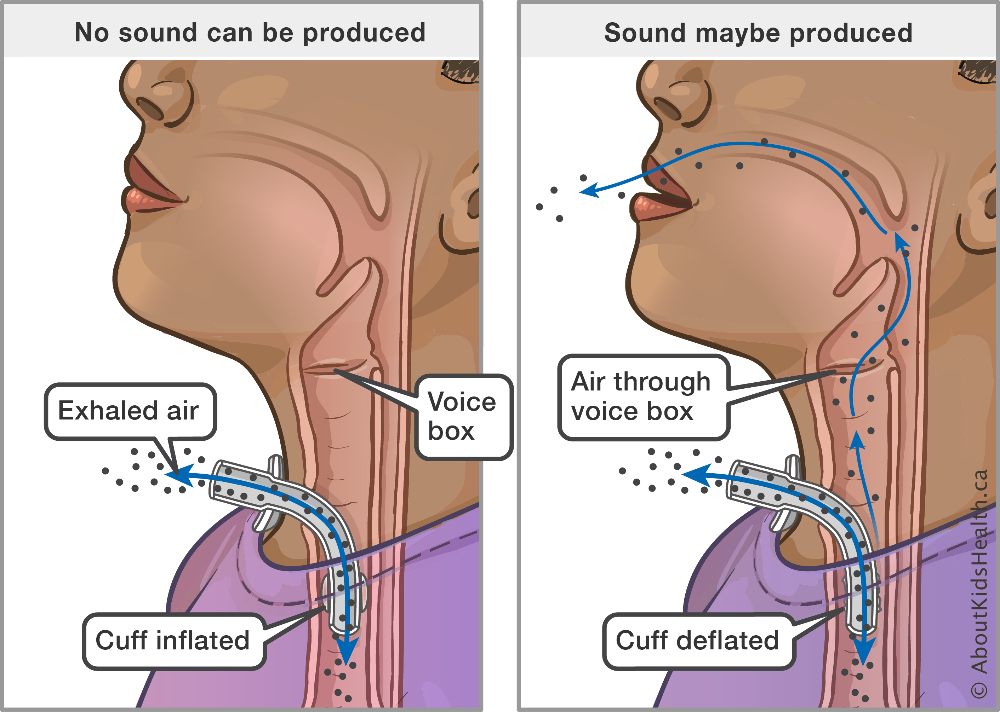 No sound can be produced
Exhaled air
Voice
box
Cuff inflated
Sound maybe produced
Air through
voice box
Cuff deflated
© AboutKidsHealth.ca